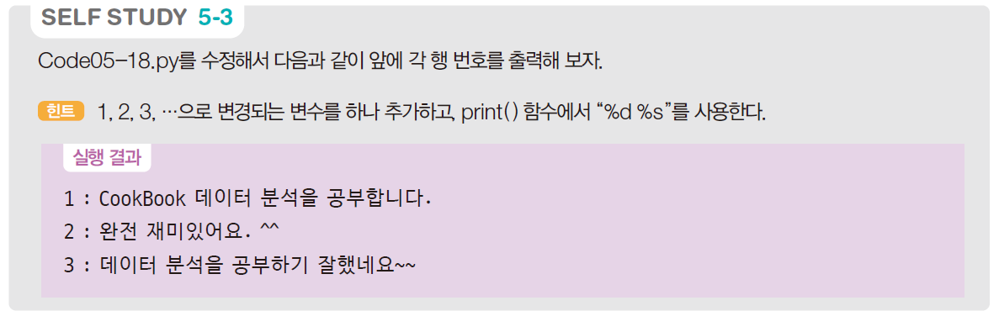 SELF STUDY 5-3
Code05-18.py를 수정해서 다음과 같이 앞에 각 행 번호를 출력해 보자.
힌트 1, 2, 3, …으로 변경되는 변수를 하나 추가하고, print( ) 함수에서 “%d %s”를 사용한다.
실행 결과
1 : CookBook 데이터 분석을 공부합니다.
2 : 완전 재미있어요. ^^
3 : 데이터 분석을 공부하기 잘했네요~~